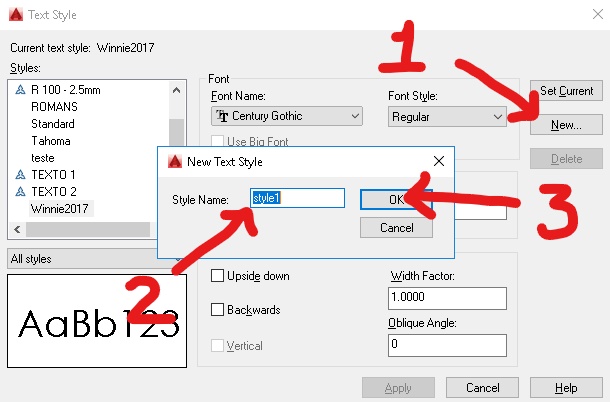 Text Style
Current text style: Winnie2017
Styles:
R 100 - 2.5mm
ROMANS
Standard
Tahoma
teste
TEXTO 1
TEXTO 2
Winnie2017
All styles
AaBb123
Font
Font Name:
Century Gothic
Font Style:
Regular
Use Big Font
Set Current
New...
Delete
New Text Style
Style Name:
style1
OK
Cancel
Upside down
Backwards
Vertical
Width Factor:
1.0000
Oblique Angle:
0
Apply
Cancel
Help
1
2
3